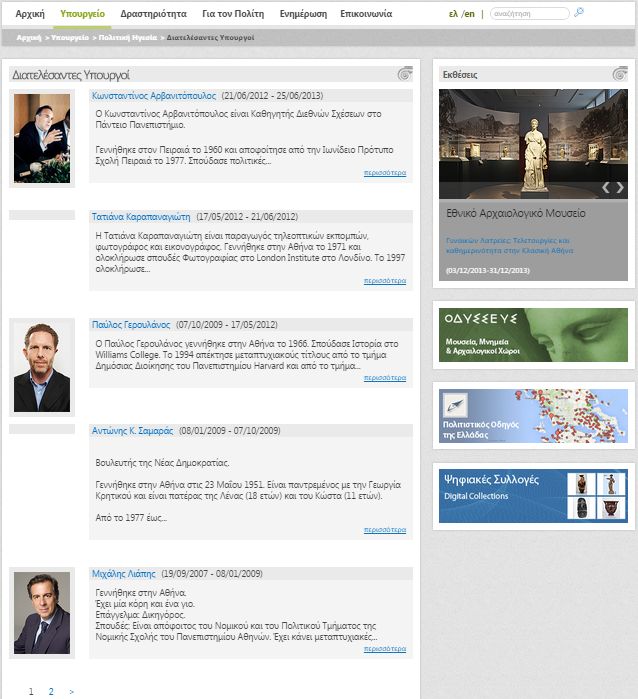 Αρχική Υπουργείο Δραστηριότητα Για τον Πολίτη Ενημέρωση Επικοινωνία ελ /en | αναζήτηση
Αρχική > Υπουργείο > Πολιτική Ηγεσία > Διατελέσαντες Υπουργοί
Διατελέσαντες Υπουργοί
Κωνσταντίνος Αρβανιτόπουλος (21/06/2012 - 25/06/2013)
Ο Κωνσταντίνος Αρβανιτόπουλος είναι Καθηγητής Διεθνών Σχέσεων στο
Πάντειο Πανεπιστήμιο.
Γεννήθηκε στον Πειραιά το 1960 και αποφοίτησε από την Ιωνίδειο Πρότυπο
Σχολή Πειραιά το 1977. Σπούδασε πολιτικές...
περισσότερα
Τατιάνα Καραπαναγιώτη (17/05/2012 - 21/06/2012)
Η Τατιάνα Καραπαναγιώτη είναι παραγωγός τηλεοπτικών εκπομπών,
φωτογράφος και εικονογράφος. Γεννήθηκε στην Αθήνα το 1971 και
ολοκλήρωσε σπουδές Φωτογραφίας στο London Institute στο Λονδίνο. Το 1997
ολοκλήρωσε...
περισσότερα
Παύλος Γερουλάνος (07/10/2009 - 17/05/2012)
Ο Παύλος Γερουλάνος γεννήθηκε στην Αθήνα το 1966. Σπούδασε Ιστορία στο
Williams College. Το 1994 απέκτησε μεταπτυχιακούς τίτλους από το τμήμα
Δημόσιας Διοίκησης του Πανεπιστημίου Harvard και από το τμήμα...
περισσότερα
Αντώνης Κ. Σαμαράς (08/01/2009 - 07/10/2009)
Βουλευτής της Νέας Δημοκρατίας.
Γεννήθηκε στην Αθήνα στις 23 Μαΐου 1951. Είναι παντρεμένος με την Γεωργία
Κρητικού και είναι πατέρας της Λένας (18 ετών) και του Κώστα (11 ετών).
Από το 1977 έως...
περισσότερα
Μιχάλης Λιάπης (19/09/2007 - 08/01/2009)
Γεννήθηκε στην Αθήνα.
Έχει μία κόρη και ένα γιο.
Επάγγελμα: Δικηγόρος.
Σπουδές: Είναι απόφοιτος του Νομικού και του Πολιτικού Τμήματος της
Νομικής Σχολής του Πανεπιστημίου Αθηνών. Έχει κάνει μεταπτυχιακές...
περισσότερα
1 2 >
Εκθέσεις
Εθνικό Αρχαιολογικό Μουσείο
Γυναικών Λατρείες: Τελετουργίες και
καθημερινότητα στην Κλασική Αθήνα
(03/12/2013-31/12/2013)
ΟΔΥΣΣΕΥΣ
Μουσεία, Μνημεία
& Αρχαιλογικοί Χώροι
Πολιτιστικός Οδηγός
της Ελλάδας
Ψηφιακές Συλλογές
Digital Collections